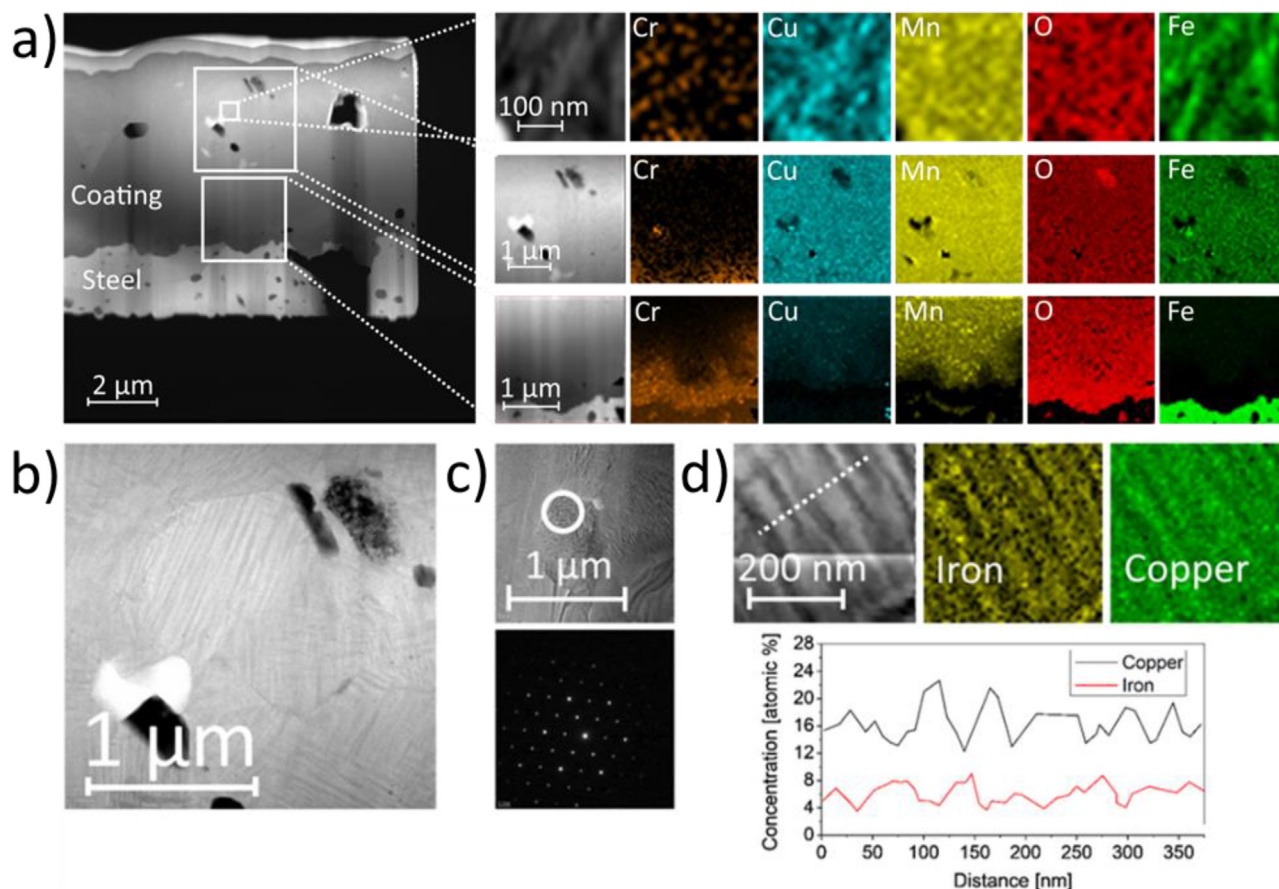 a)
Coating
Steel
2 µm
100 nm
Cr
Cu
Mn
O
Fe
1 µm
Cr
Cu
Mn
O
Fe
1 µm
Cr
Cu
Mn
O
Fe
b)
1 µm
c)
1 µm
d)
200 nm
Iron
Copper
Concentration [atomic %]
28
24
20
16
12
8
4
0
Copper
Iron
0 50 100 150 200 250 300 350
Distance [nm]